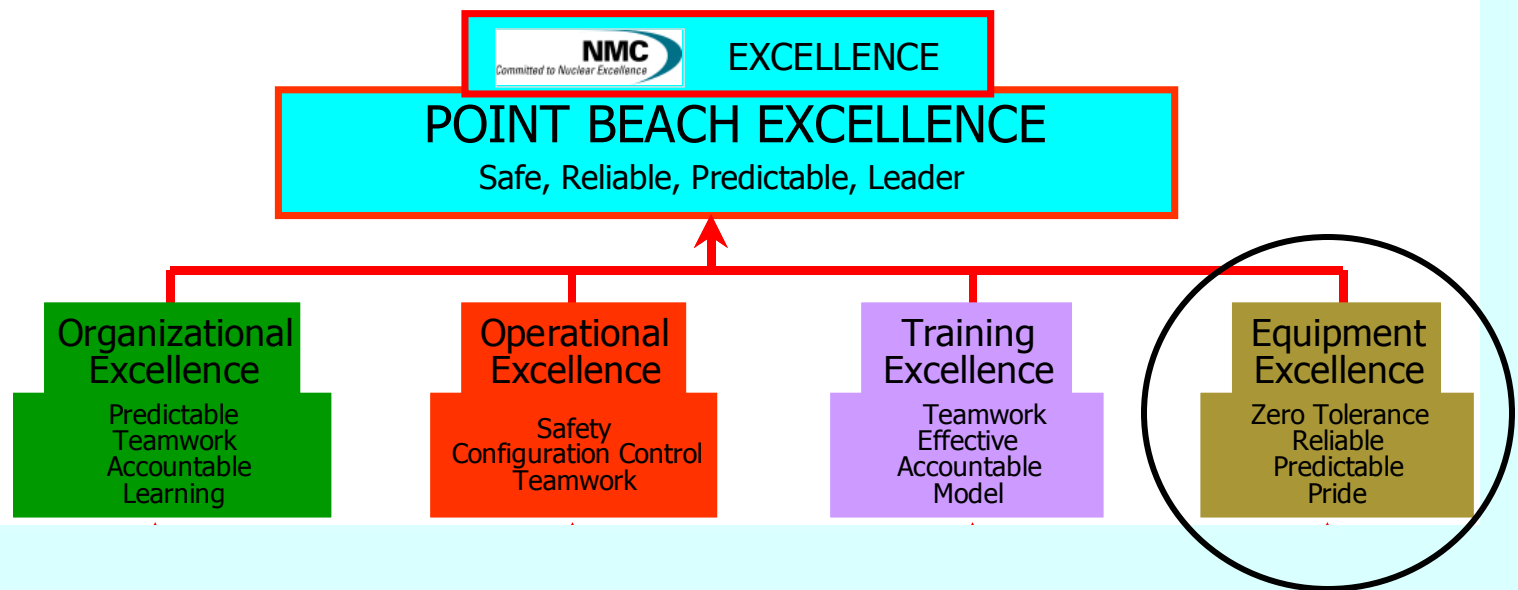 NMC
Committed to Nuclear Excellence
EXCELLENCE
POINT BEACH EXCELLENCE
Safe, Reliable, Predictable, Leader
Organizational
Excellence
Predictable
Teamwork
Accountable
Learning
Operational
Excellence
Safety
Configuration Control
Teamwork
Training
Excellence
Teamwork
Effective
Accountable
Model
Equipment
Excellence
Zero Tolerance
Reliable
Predictable
Pride